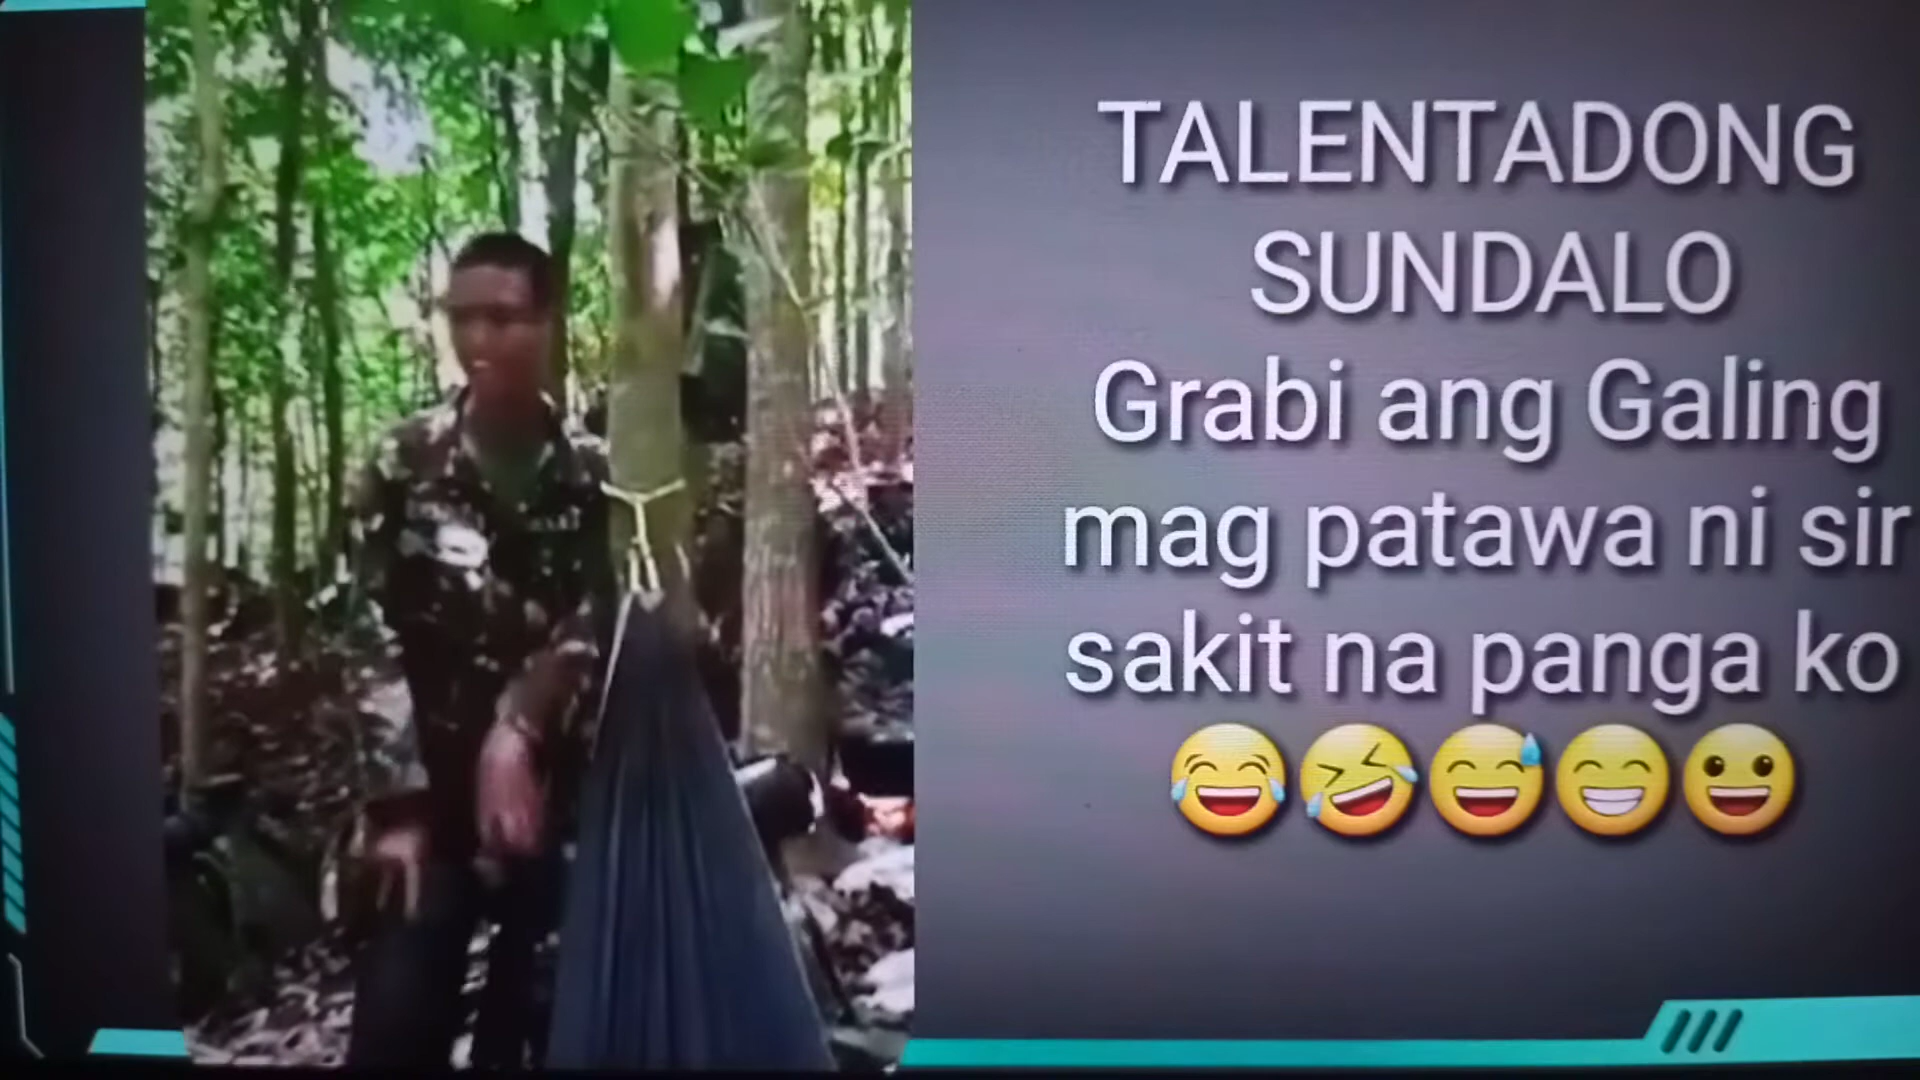 TALENTADONG
SUNDALO
Grabi ang Galing
mag patawa ni sir
sakit na panga ko
😂🤣😅😁😀